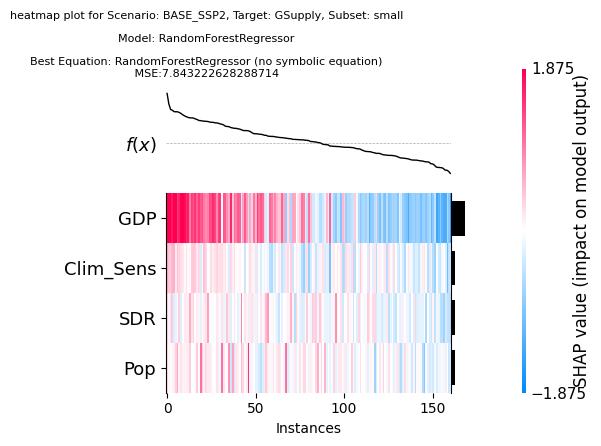 heatmap plot for Scenario: BASE_SSP2, Target: GSupply, Subset: small
Model: RandomForestRegressor
Best Equation: RandomForestRegressor (no symbolic equation)
MSE:7.843222628288714
1.875
f(x)
GDP
Clim_Sens
SDR
Pop
SHAP value (impact on model output)
−1.875
0 50 100 150
Instances